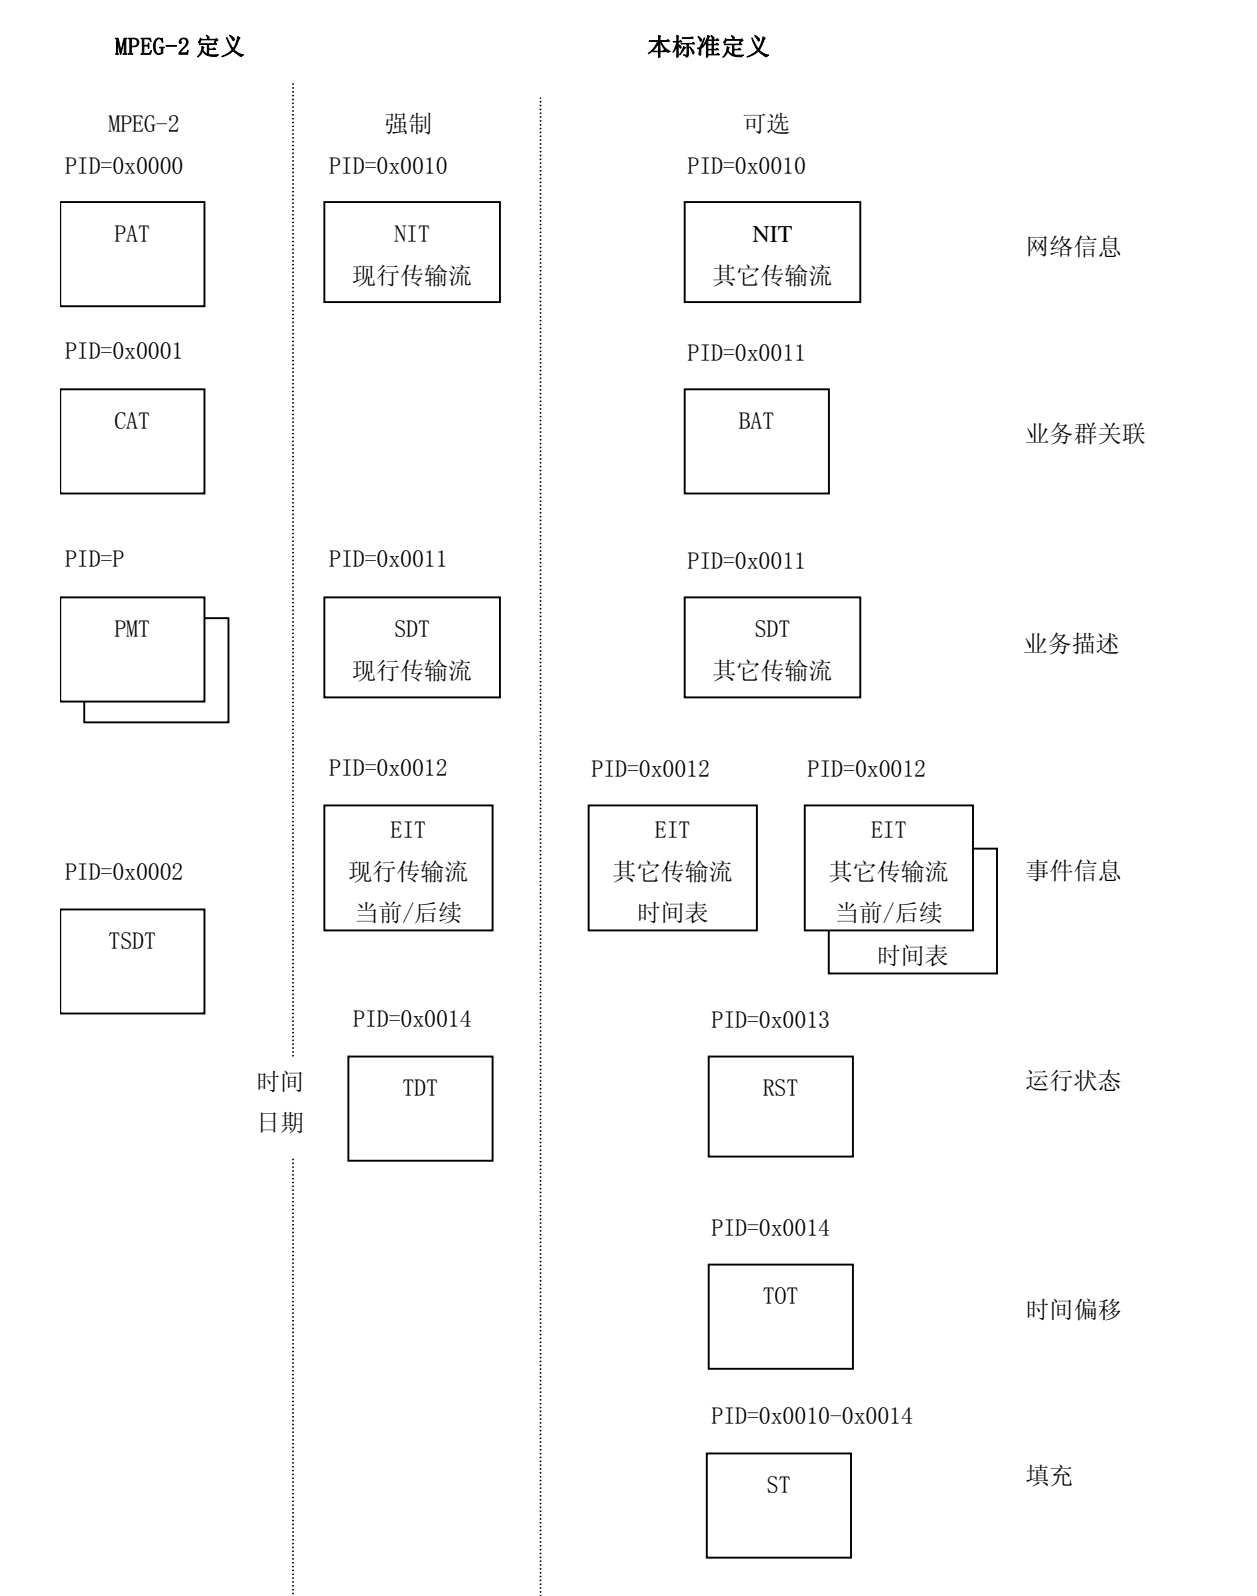 MPEG-2 定义
本标准定义
MPEG-2
强制
可选
PID=0x0000
PID=0x0010
PID=0x0010
PAT
NIT
现行传输流
NIT
其它传输流
网络信息
PID=0x0001
PID=0x0011
CAT
BAT
业务群关联
PID=P
PID=0x0011
PID=0x0011
PMT
SDT
现行传输流
SDT
其它传输流
业务描述
PID=0x0012
PID=0x0012
PID=0x0012
EIT
现行传输流
当前/后续
EIT
其它传输流
时间表
EIT
其它传输流
当前/后续
时间表
事件信息
PID=0x0002
TSDT
PID=0x0014
PID=0x0013
时间
日期
TDT
RST
运行状态
PID=0x0014
TOT
时间偏移
PID=0x0010-0x0014
ST
填充